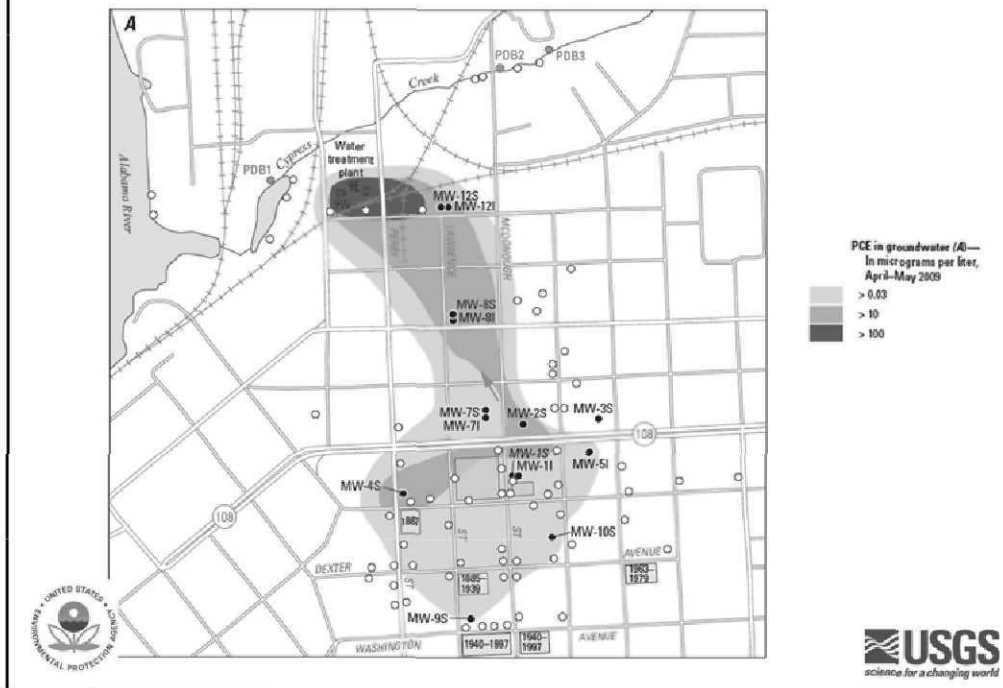 A
PDB2
PDB3
Creek
Cypress
Water
treatment
plant
PDB1
Alabama River
MW-12S
MW-12I
LAWRENCE
MCDONOUGH
MW-8S
MW-8I
MW-7S
MW-7I
MW-2S
MW-3S
108
MW-1S
MW-1I
MW-5I
MW-4S
108
1882
ST
ST
MW-10S
DEXTER
AVENUE
1963–
1979
ST
1885–
1939
MW-9S
WASHINGTON
1940–1997
1940–
1997
AVENUE
PCE in groundwater (A)—
In micrograms per liter,
April–May 2009
> 0.03
> 10
> 100
UNITED STATES
ENVIRONMENTAL PROTECTION AGENCY
USGS
science for a changing world